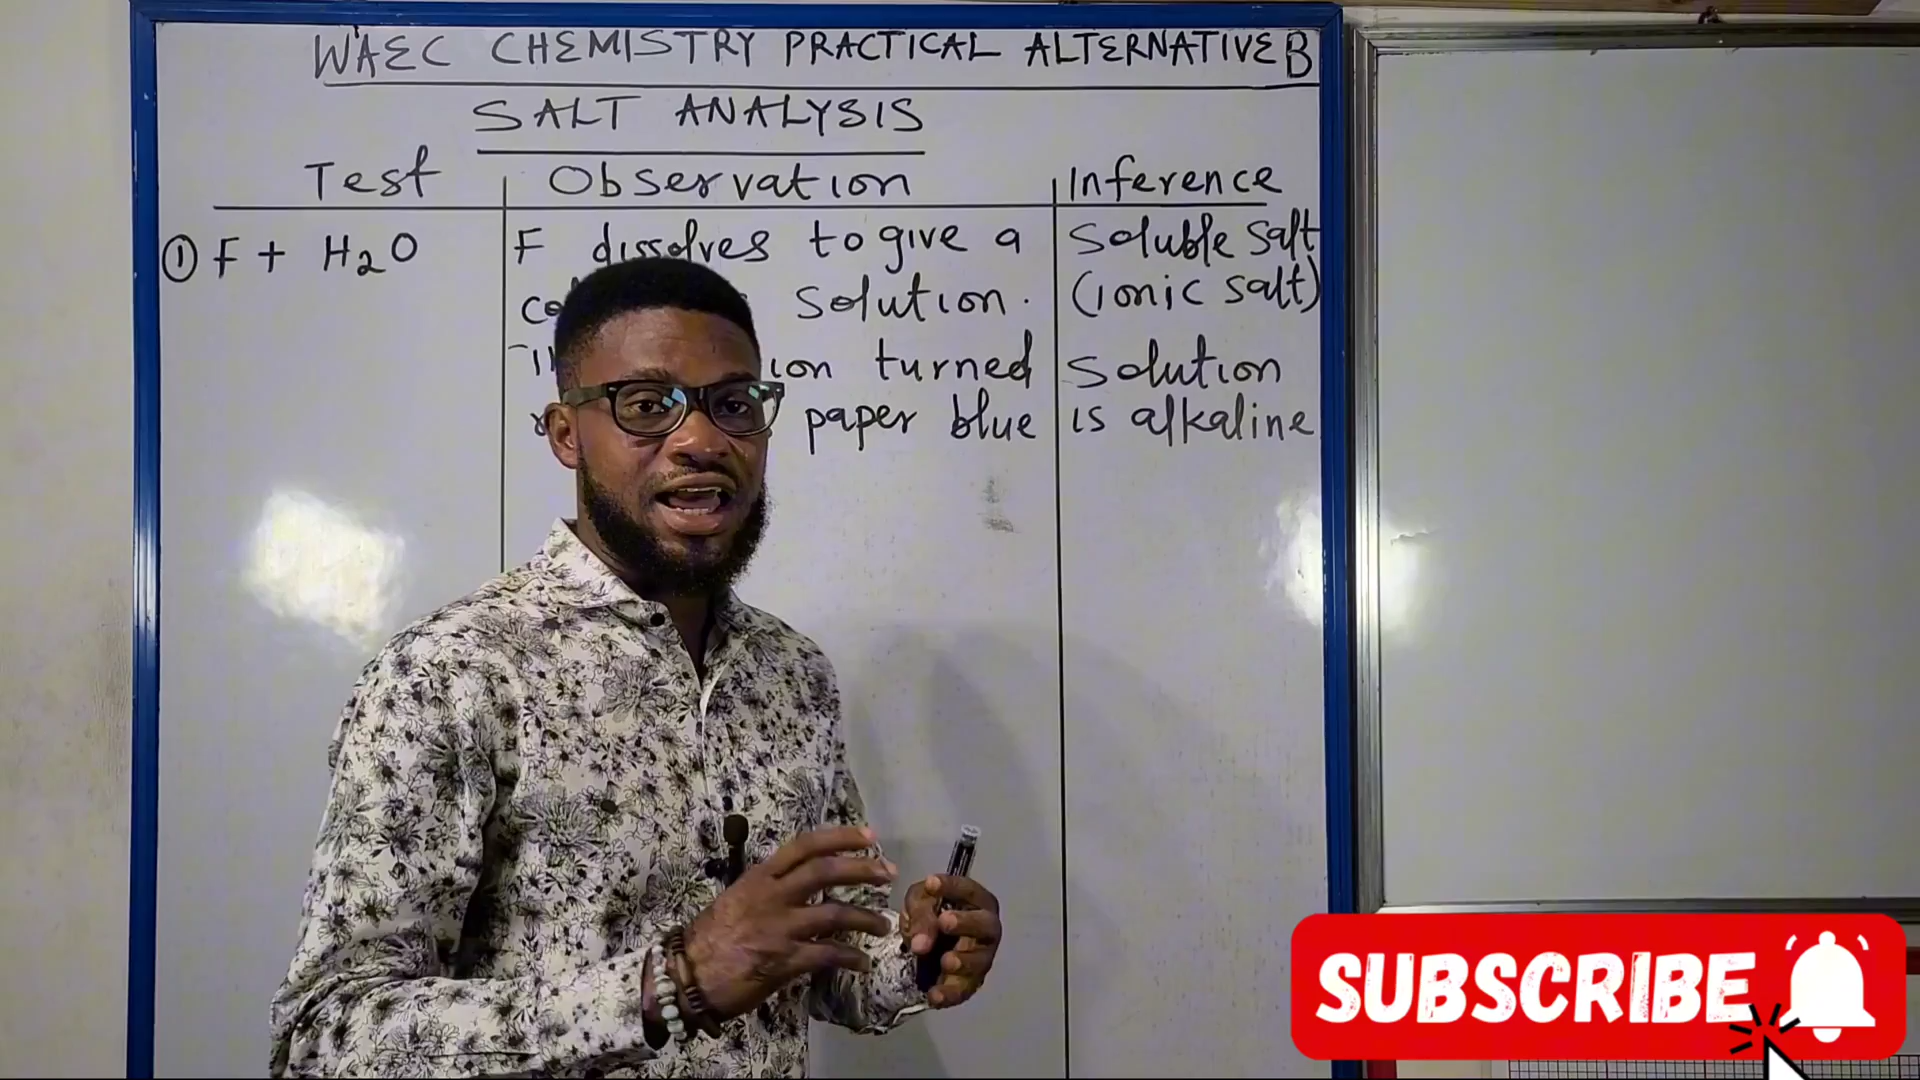 WAEC CHEMISTRY PRACTICAL ALTERNATIVE B
SALT ANALYSIS
Test Observation Inference
① F + H₂O F dissolves to give a Soluble Salt
Solution. (ionic salt)
turned Solution
paper blue is alkaline
SUBSCRIBE